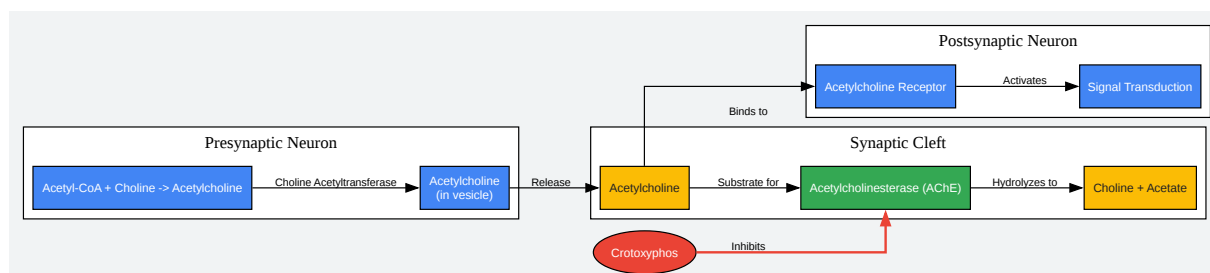 Postsynaptic Neuron
Acetylcholine Receptor
Activates
Signal Transduction
Binds to
Presynaptic Neuron
Acetyl-CoA + Choline -> Acetylcholine
Choline Acetyltransferase
Acetylcholine
(in vesicle)
Release
Synaptic Cleft
Acetylcholine
Substrate for
Acetylcholinesterase (AChE)
Hydrolyzes to
Choline + Acetate
Crotoxyphos
Inhibits